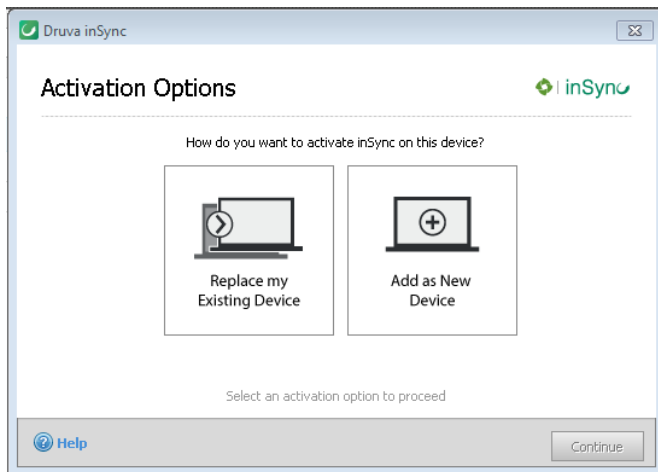 Druva inSync
Activation Options
inSync
How do you want to activate inSync on this device?
Replace my
Existing Device
Add as New
Device
Select an activation option to proceed
Help
Continue